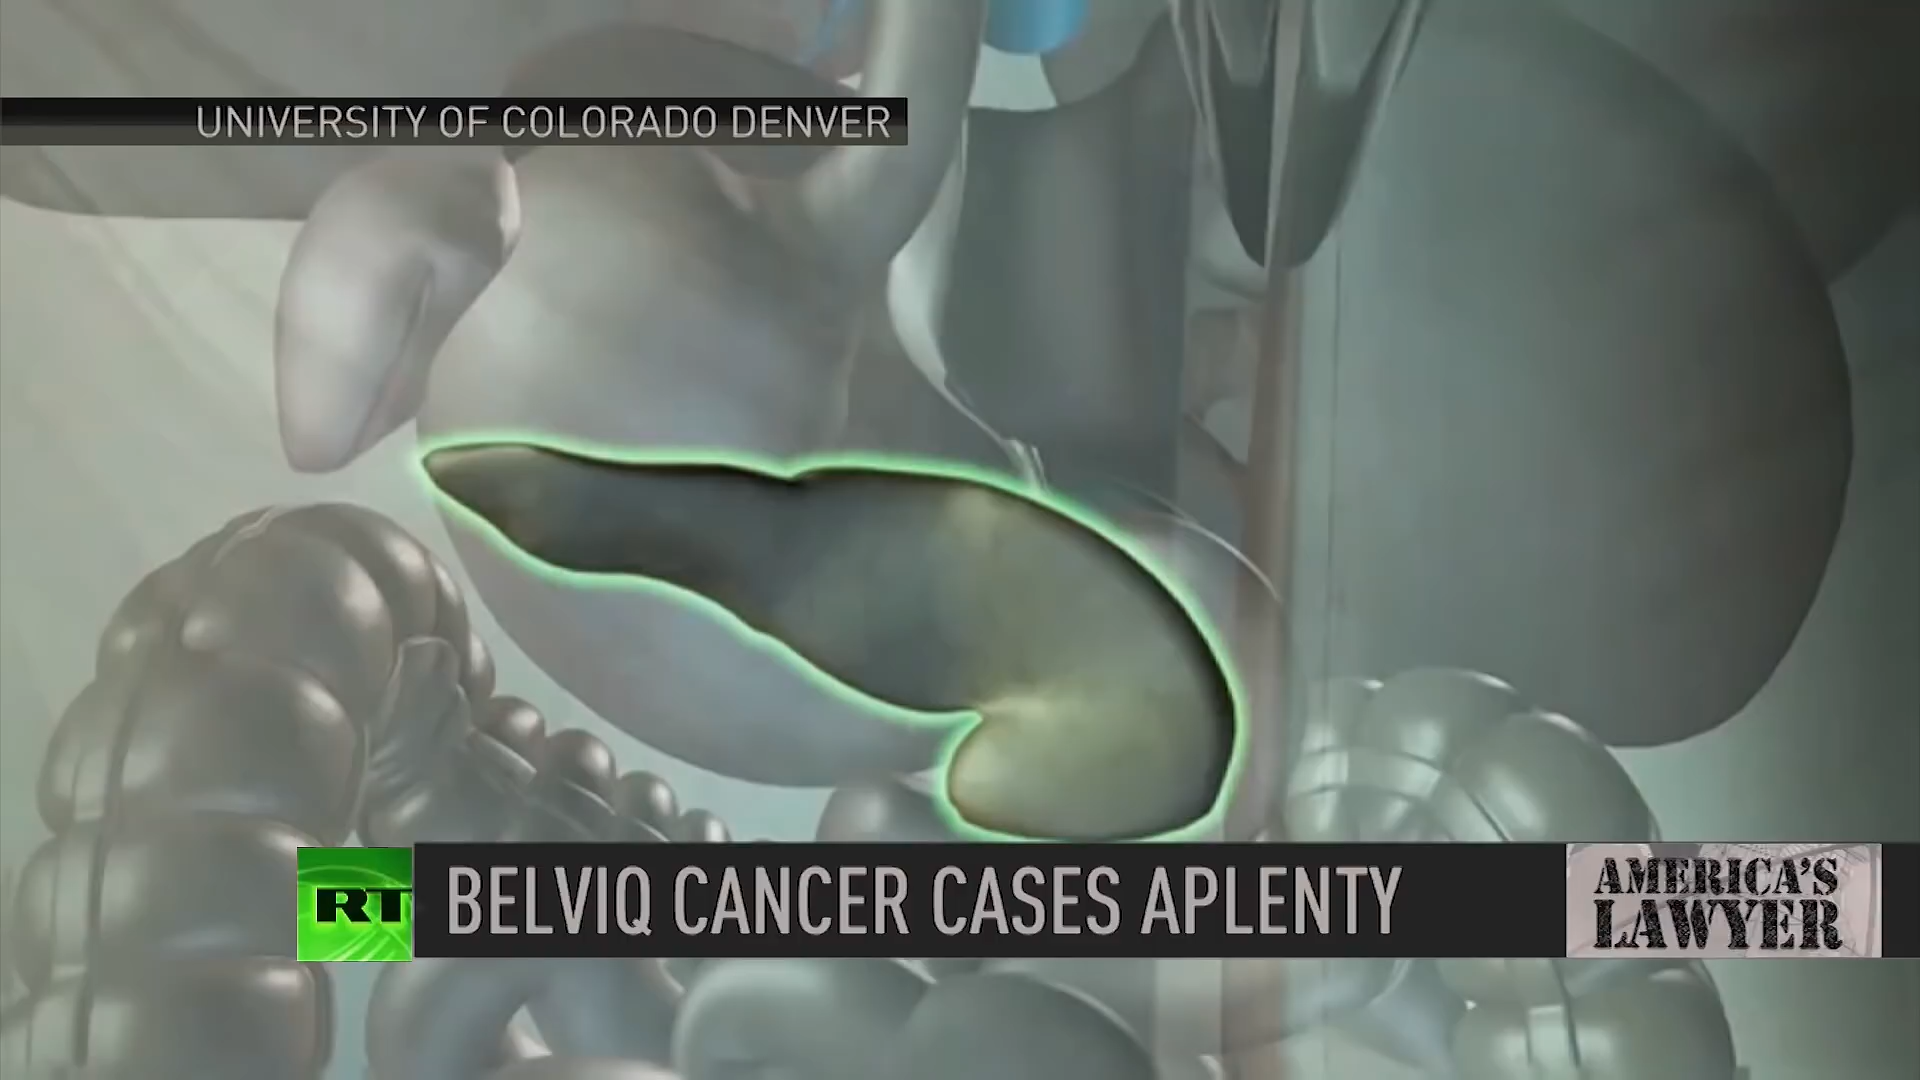 UNIVERSITY OF COLORADO DENVER
RT
BELVIQ CANCER CASES APLENTY
AMERICA'S
LAWYER